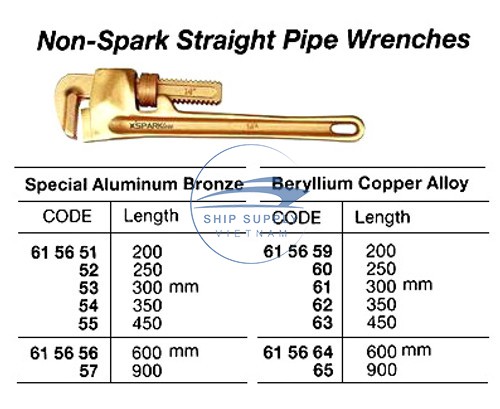 Non-Spark Straight Pipe Wrenches
14"
XSPARK
14"
SHIP SUPPLY
VIETNAM
Special Aluminum Bronze Beryllium Copper Alloy
CODE Length CODE Length
61 56 51 200 61 56 59 200
52 250 60 250
53 300 mm 61 300 mm
54 350 62 350
55 450 63 450
61 56 56 600 mm 61 56 64 600 mm
57 900 65 900